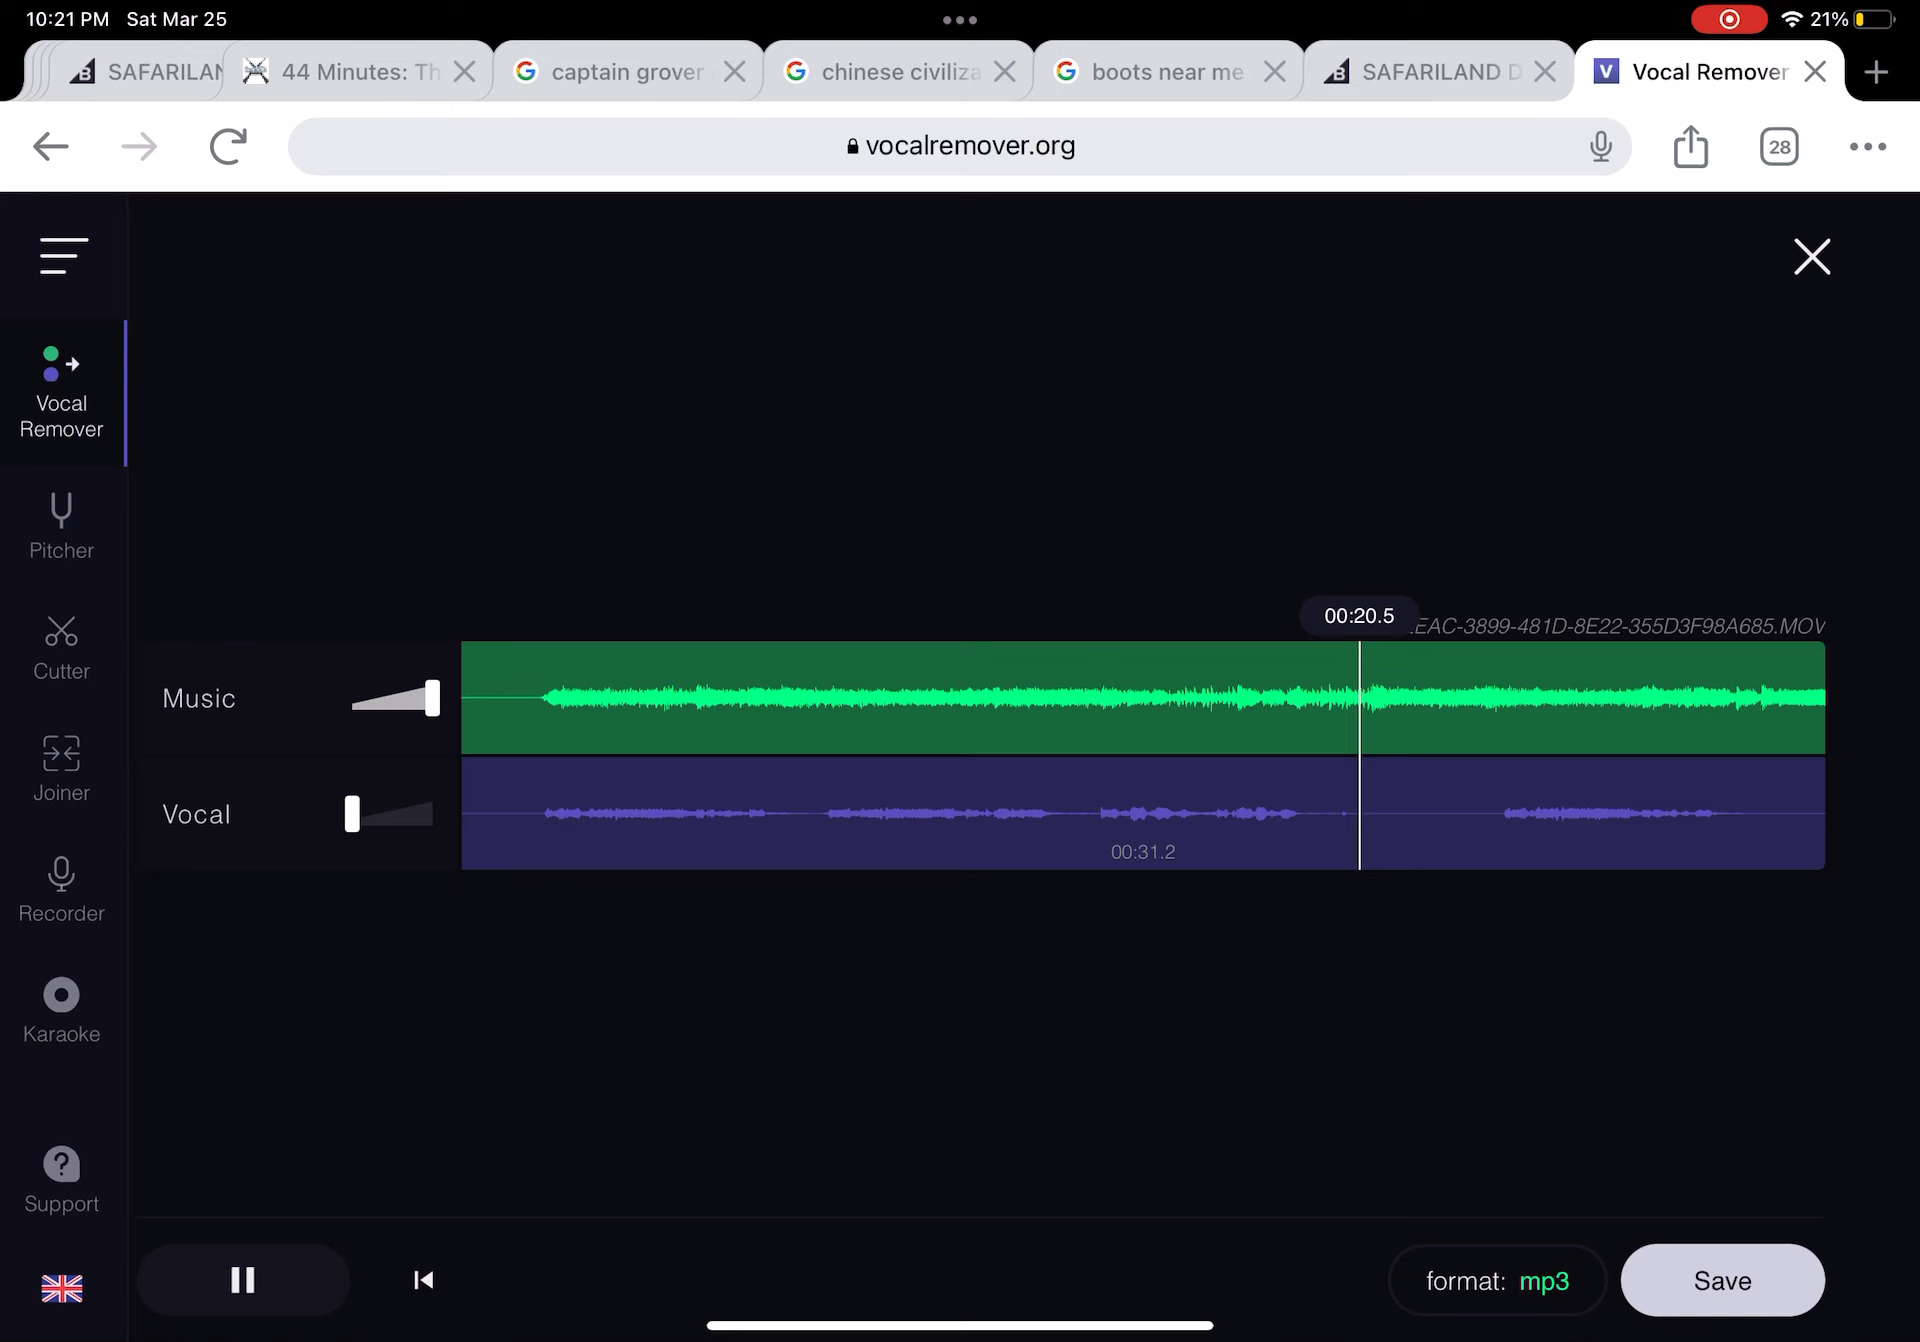 10:21 PM Sat Mar 25
21%
SAFARILAN
44 Minutes: Th
captain grover
chinese civiliza
boots near me
SAFARILAND D
V Vocal Remover
vocalremover.org
28
Vocal
Remover
Pitcher
Cutter
Joiner
Recorder
Karaoke
Support
00:20.5
EAC-3899-481D-8E22-355D3F98A685.MOV
Music
Vocal
00:31.2
format: mp3
Save